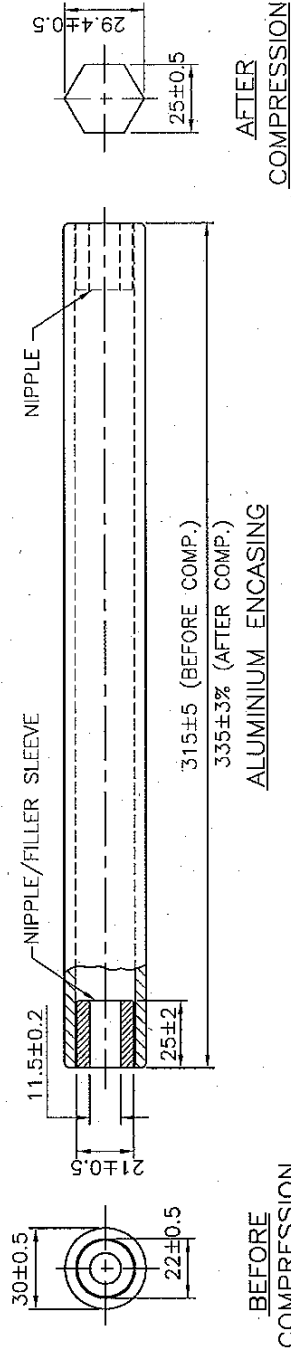 30±0.5
22±0.5
BEFORE
COMPRESSION
11.5±0.2
21±0.5
25±2
NIPPLE/FILLER SLEEVE
NIPPLE
315±5 (BEFORE COMP.)
335±3% (AFTER COMP.)
ALUMINIUM ENCASING
29.4±0.5
25±0.5
AFTER
COMPRESSION